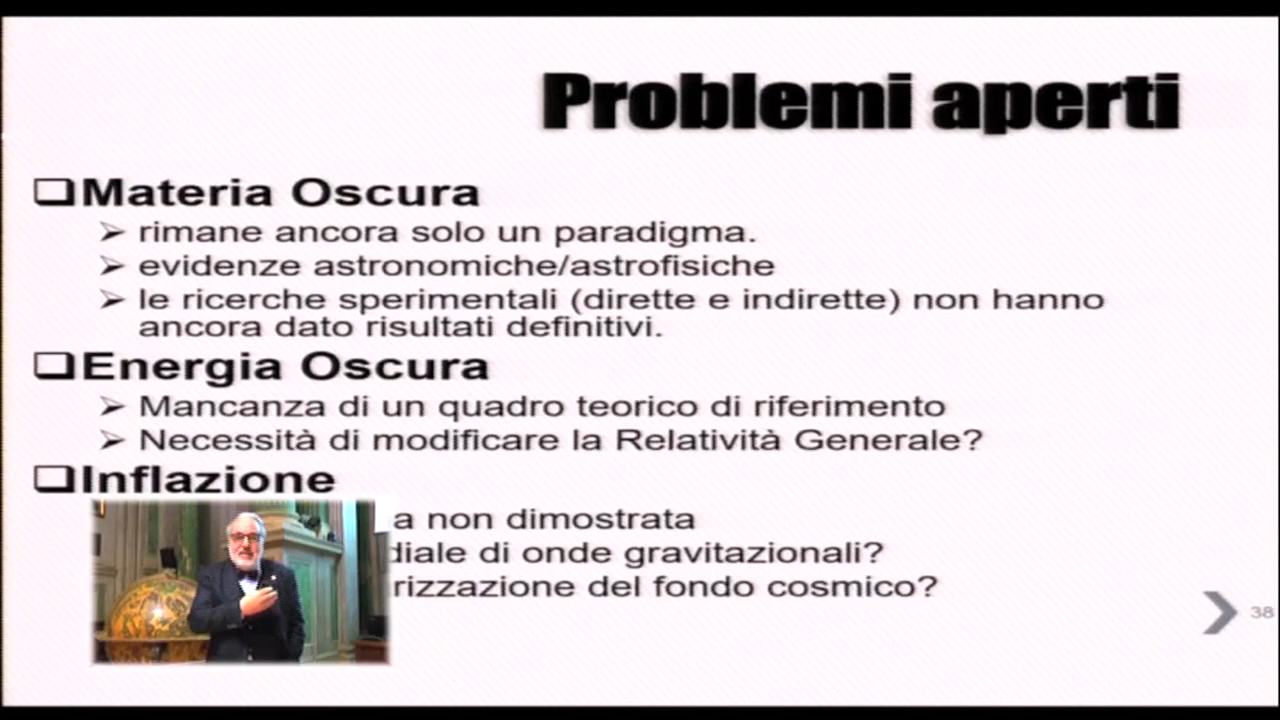 Problemi aperti
Materia Oscura
rimane ancora solo un paradigma.
evidenze astronomiche/astrofisiche
le ricerche sperimentali (dirette e indirette) non hanno
ancora dato risultati definitivi.
Energia Oscura
Mancanza di un quadro teorico di riferimento
Necessità di modificare la Relatività Generale?
Inflazione
a non dimostrata
diale di onde gravitazionali?
rizzazione del fondo cosmico?
38